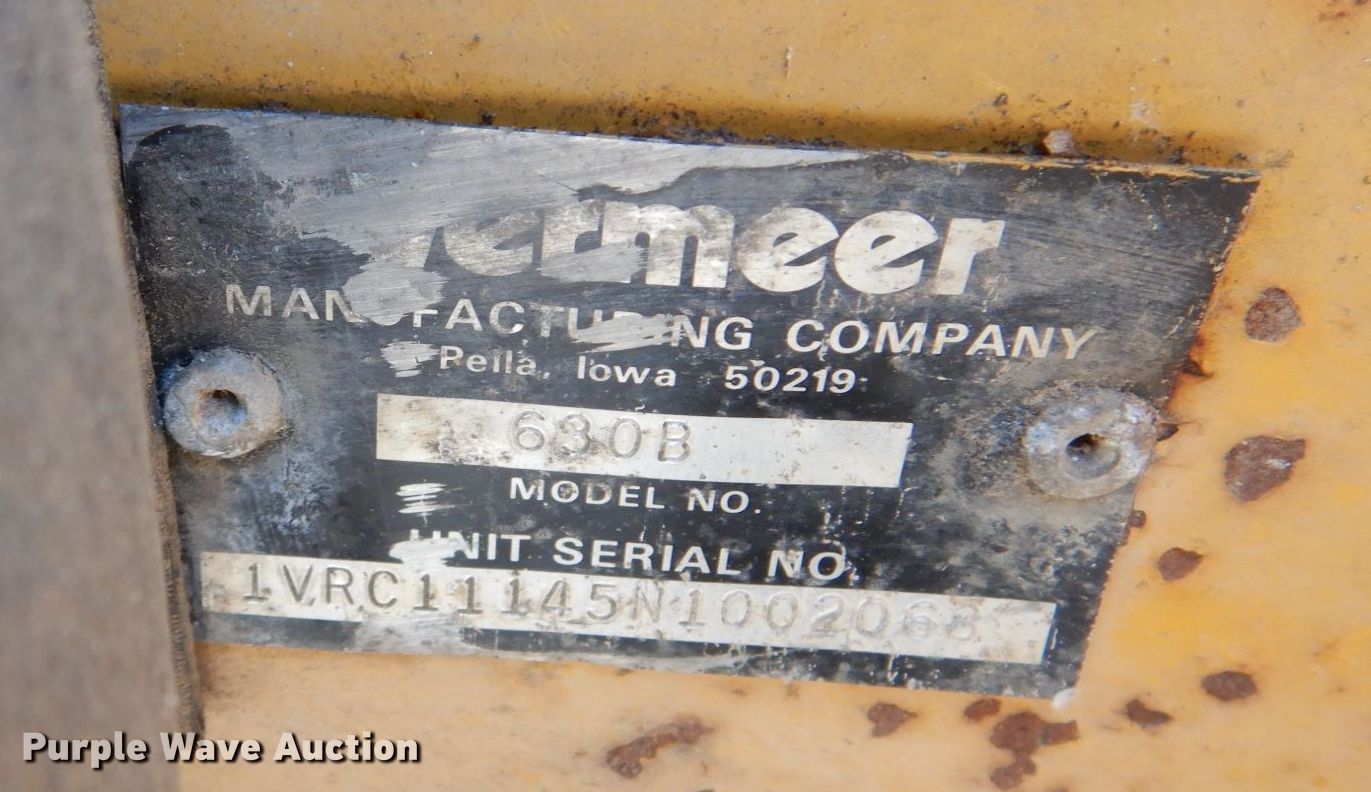 Vermeer
MANUFACTURING COMPANY
Pella, Iowa 50219
630B
MODEL NO.
UNIT SERIAL NO.
1VRC11145N1002068
Purple Wave Auction